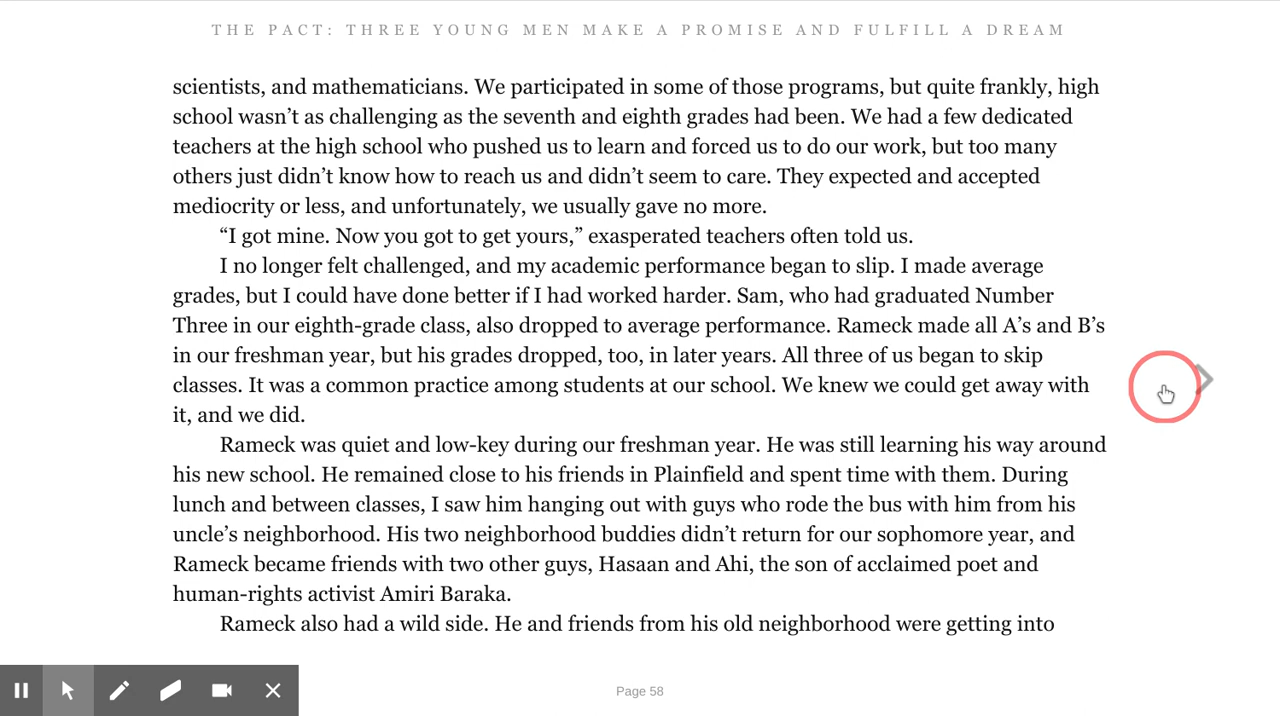 THE PACT: THREE YOUNG MEN MAKE A PROMISE AND FULFILL A DREAM
scientists, and mathematicians. We participated in some of those programs, but quite frankly, high
school wasn’t as challenging as the seventh and eighth grades had been. We had a few dedicated
teachers at the high school who pushed us to learn and forced us to do our work, but too many
others just didn’t know how to reach us and didn’t seem to care. They expected and accepted
mediocrity or less, and unfortunately, we usually gave no more.
“I got mine. Now you got to get yours,” exasperated teachers often told us.
I no longer felt challenged, and my academic performance began to slip. I made average
grades, but I could have done better if I had worked harder. Sam, who had graduated Number
Three in our eighth-grade class, also dropped to average performance. Rameck made all A’s and B’s
in our freshman year, but his grades dropped, too, in later years. All three of us began to skip
classes. It was a common practice among students at our school. We knew we could get away with
it, and we did.
Rameck was quiet and low-key during our freshman year. He was still learning his way around
his new school. He remained close to his friends in Plainfield and spent time with them. During
lunch and between classes, I saw him hanging out with guys who rode the bus with him from his
uncle’s neighborhood. His two neighborhood buddies didn’t return for our sophomore year, and
Rameck became friends with two other guys, Hasaan and Ahi, the son of acclaimed poet and
human-rights activist Amiri Baraka.
Rameck also had a wild side. He and friends from his old neighborhood were getting into
Page 58